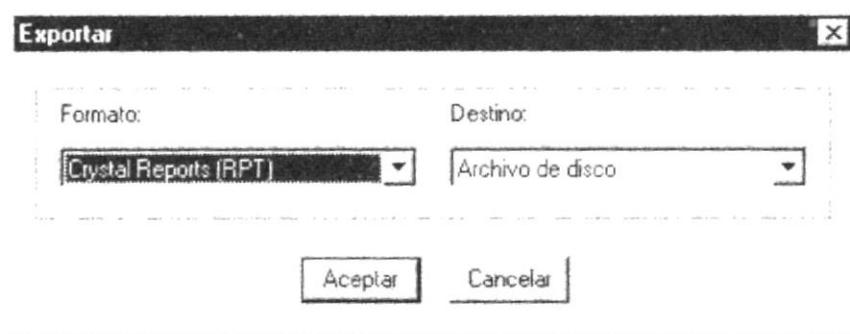 Exportar
Formato: Destino:
Crystal Reports (RPT) Archivo de disco
Aceptar Cancelar